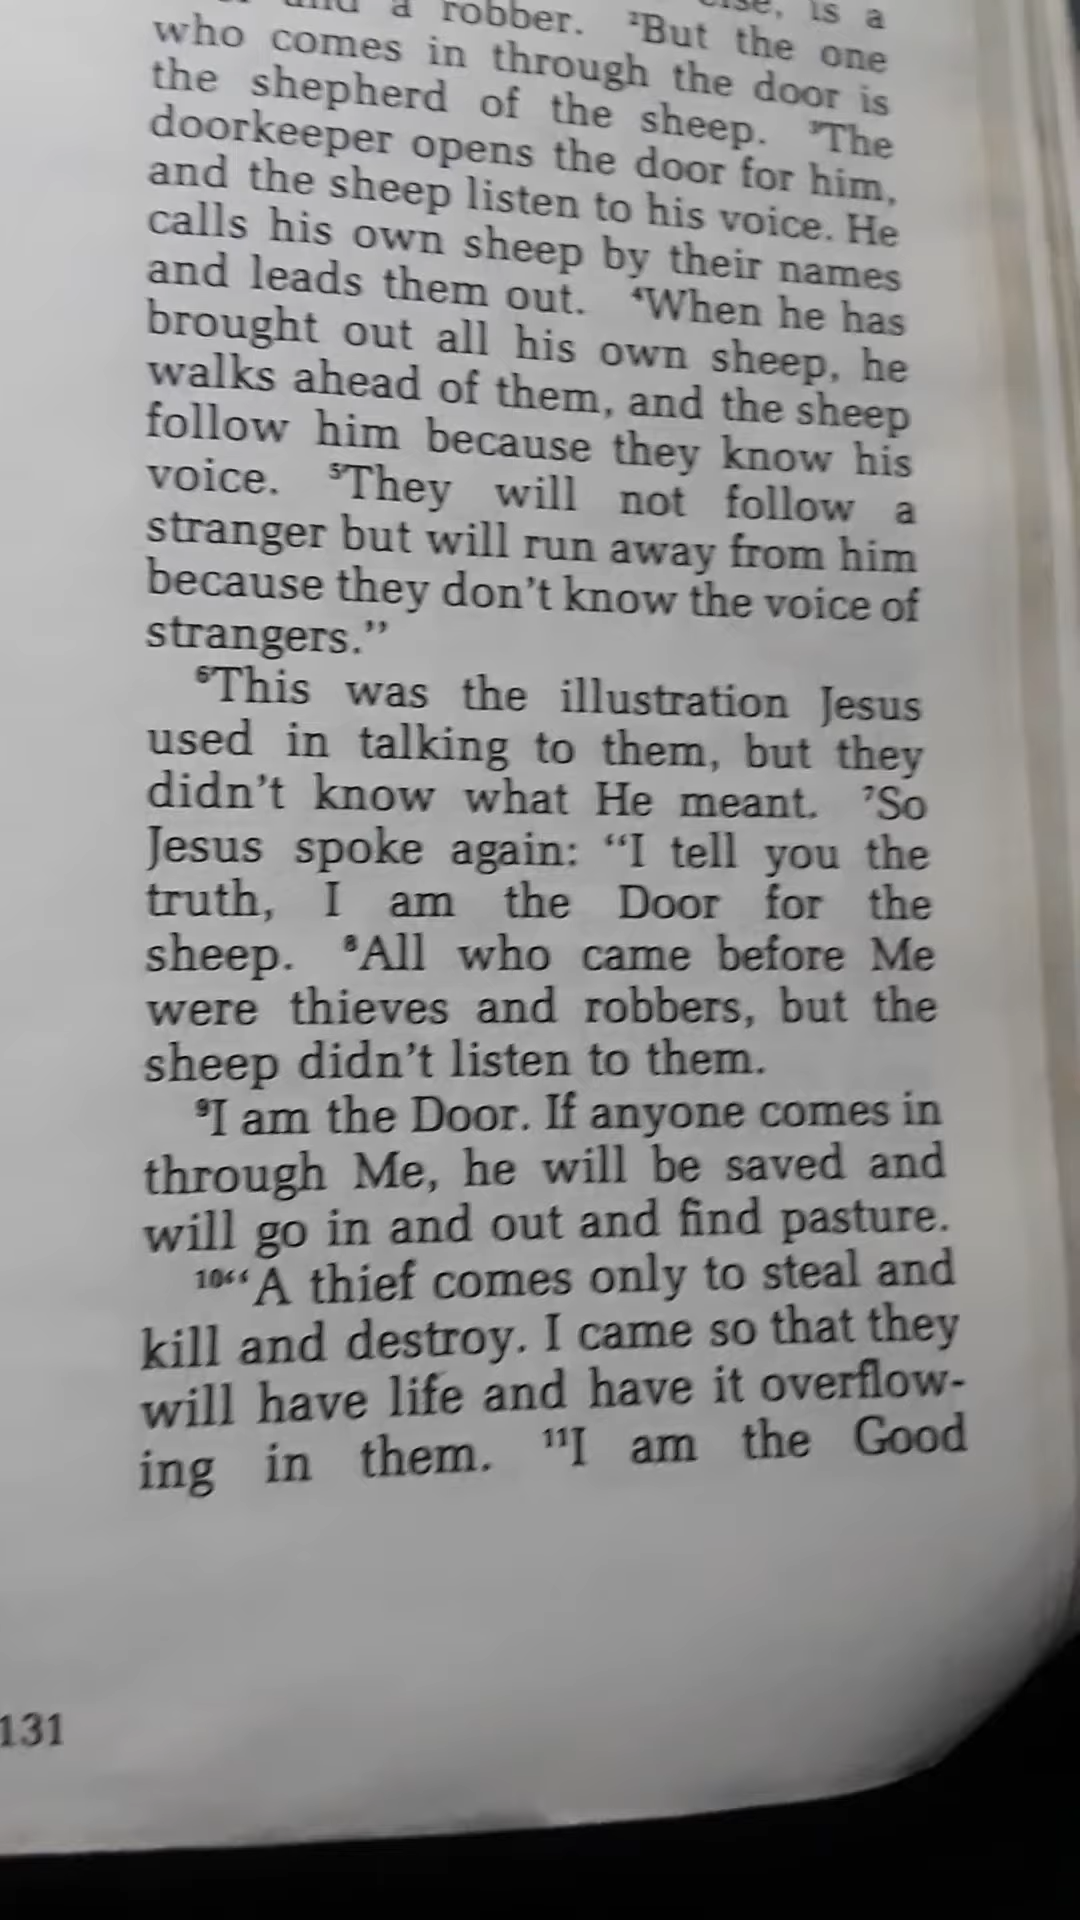 a robber. ²But the one
who comes in through the door is
the shepherd of the sheep. ³The
doorkeeper opens the door for him,
and the sheep listen to his voice. He
calls his own sheep by their names
and leads them out. ⁴When he has
brought out all his own sheep, he
walks ahead of them, and the sheep
follow him because they know his
voice. ⁵They will not follow a
stranger but will run away from him
because they don’t know the voice of
strangers.”
⁶This was the illustration Jesus
used in talking to them, but they
didn’t know what He meant. ⁷So
Jesus spoke again: “I tell you the
truth, I am the Door for the
sheep. ⁸All who came before Me
were thieves and robbers, but the
sheep didn’t listen to them.
⁹I am the Door. If anyone comes in
through Me, he will be saved and
will go in and out and find pasture.
¹⁰“A thief comes only to steal and
kill and destroy. I came so that they
will have life and have it overflow-
ing in them. ¹¹I am the Good
131